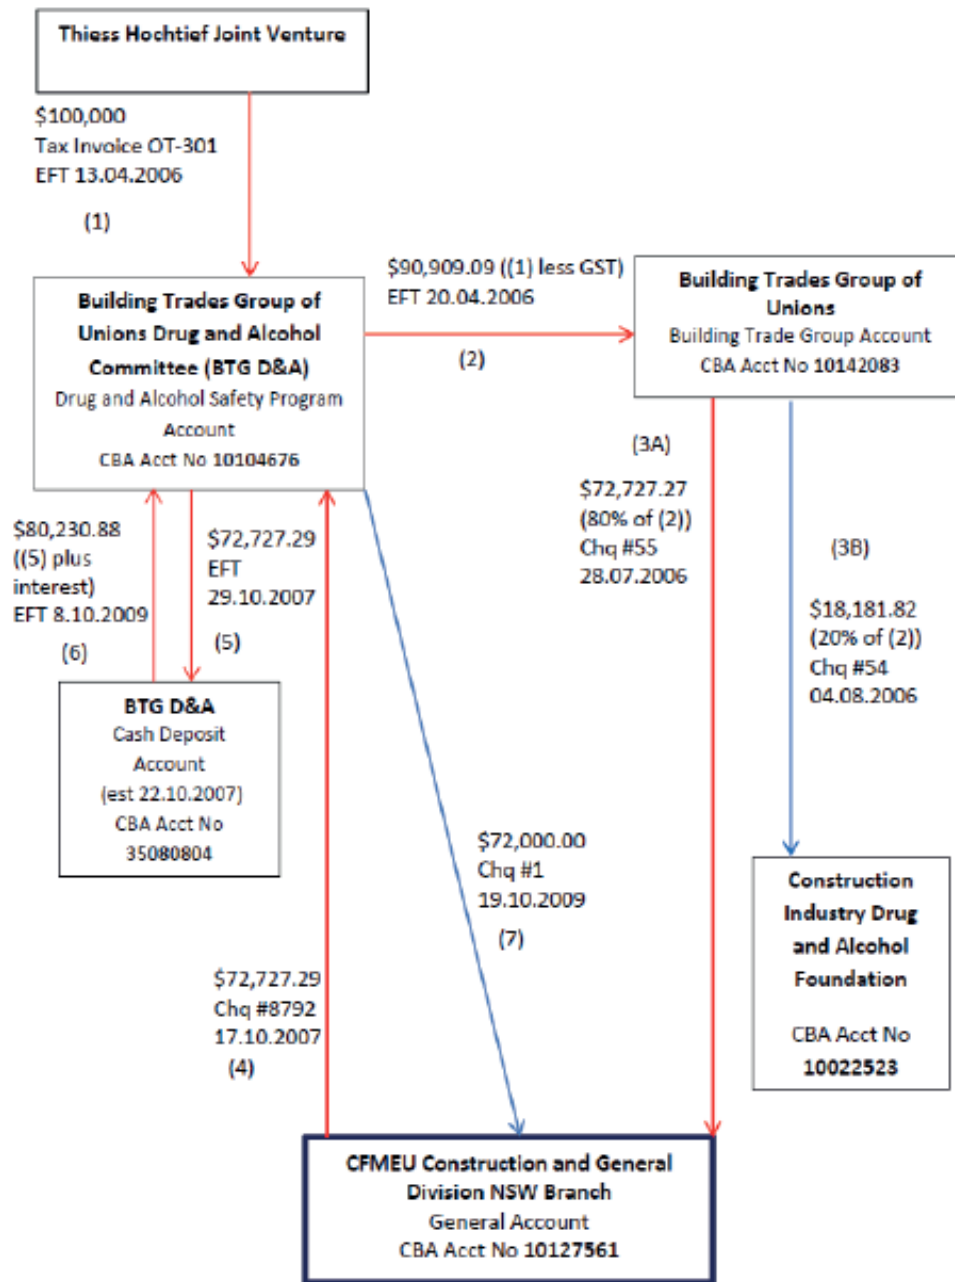 Thiess Hochtief Joint Venture
$100,000
Tax Invoice OT-301
EFT 13.04.2006
(1)
Building Trades Group of
Unions Drug and Alcohol
Committee (BTG D&A)
Drug and Alcohol Safety Program
Account
CBA Acct No 10104676
$90,909.09 ((1) less GST)
EFT 20.04.2006
(2)
Building Trades Group of
Unions
Building Trade Group Account
CBA Acct No 10142083
(3A)
$72,727.27
(80% of (2))
Chq #55
28.07.2006
(3B)
$18,181.82
(20% of (2))
Chq #54
04.08.2006
$80,230.88
((5) plus
interest)
EFT 8.10.2009
(6)
$72,727.29
EFT
29.10.2007
(5)
BTG D&A
Cash Deposit
Account
(est 22.10.2007)
CBA Acct No
35080804
$72,000.00
Chq #1
19.10.2009
(7)
Construction
Industry Drug
and Alcohol
Foundation
CBA Acct No
10022523
$72,727.29
Chq #8792
17.10.2007
(4)
CFMEU Construction and General
Division NSW Branch
General Account
CBA Acct No 10127561